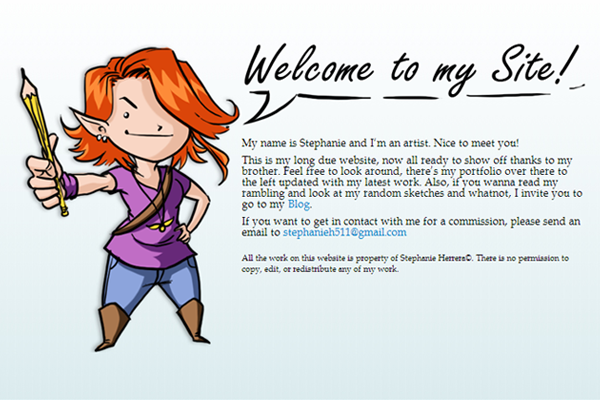 Welcome to my Site!
My name is Stephanie and I'm an artist. Nice to meet you!
This is my long due website, now all ready to show off thanks to my
brother. Feel free to look around, there's my portfolio over there to
the left updated with my latest work. Also, if you wanna read my
rambling and look at my random sketches and whatnot, I invite you to
go to my Blog.
If you want to get in contact with me for a commission, please send an
email to stephanieh511@gmail.com
All the work on this website is property of Stephanie Herrera©. There is no permission to
copy, edit, or redistribute any of my work.